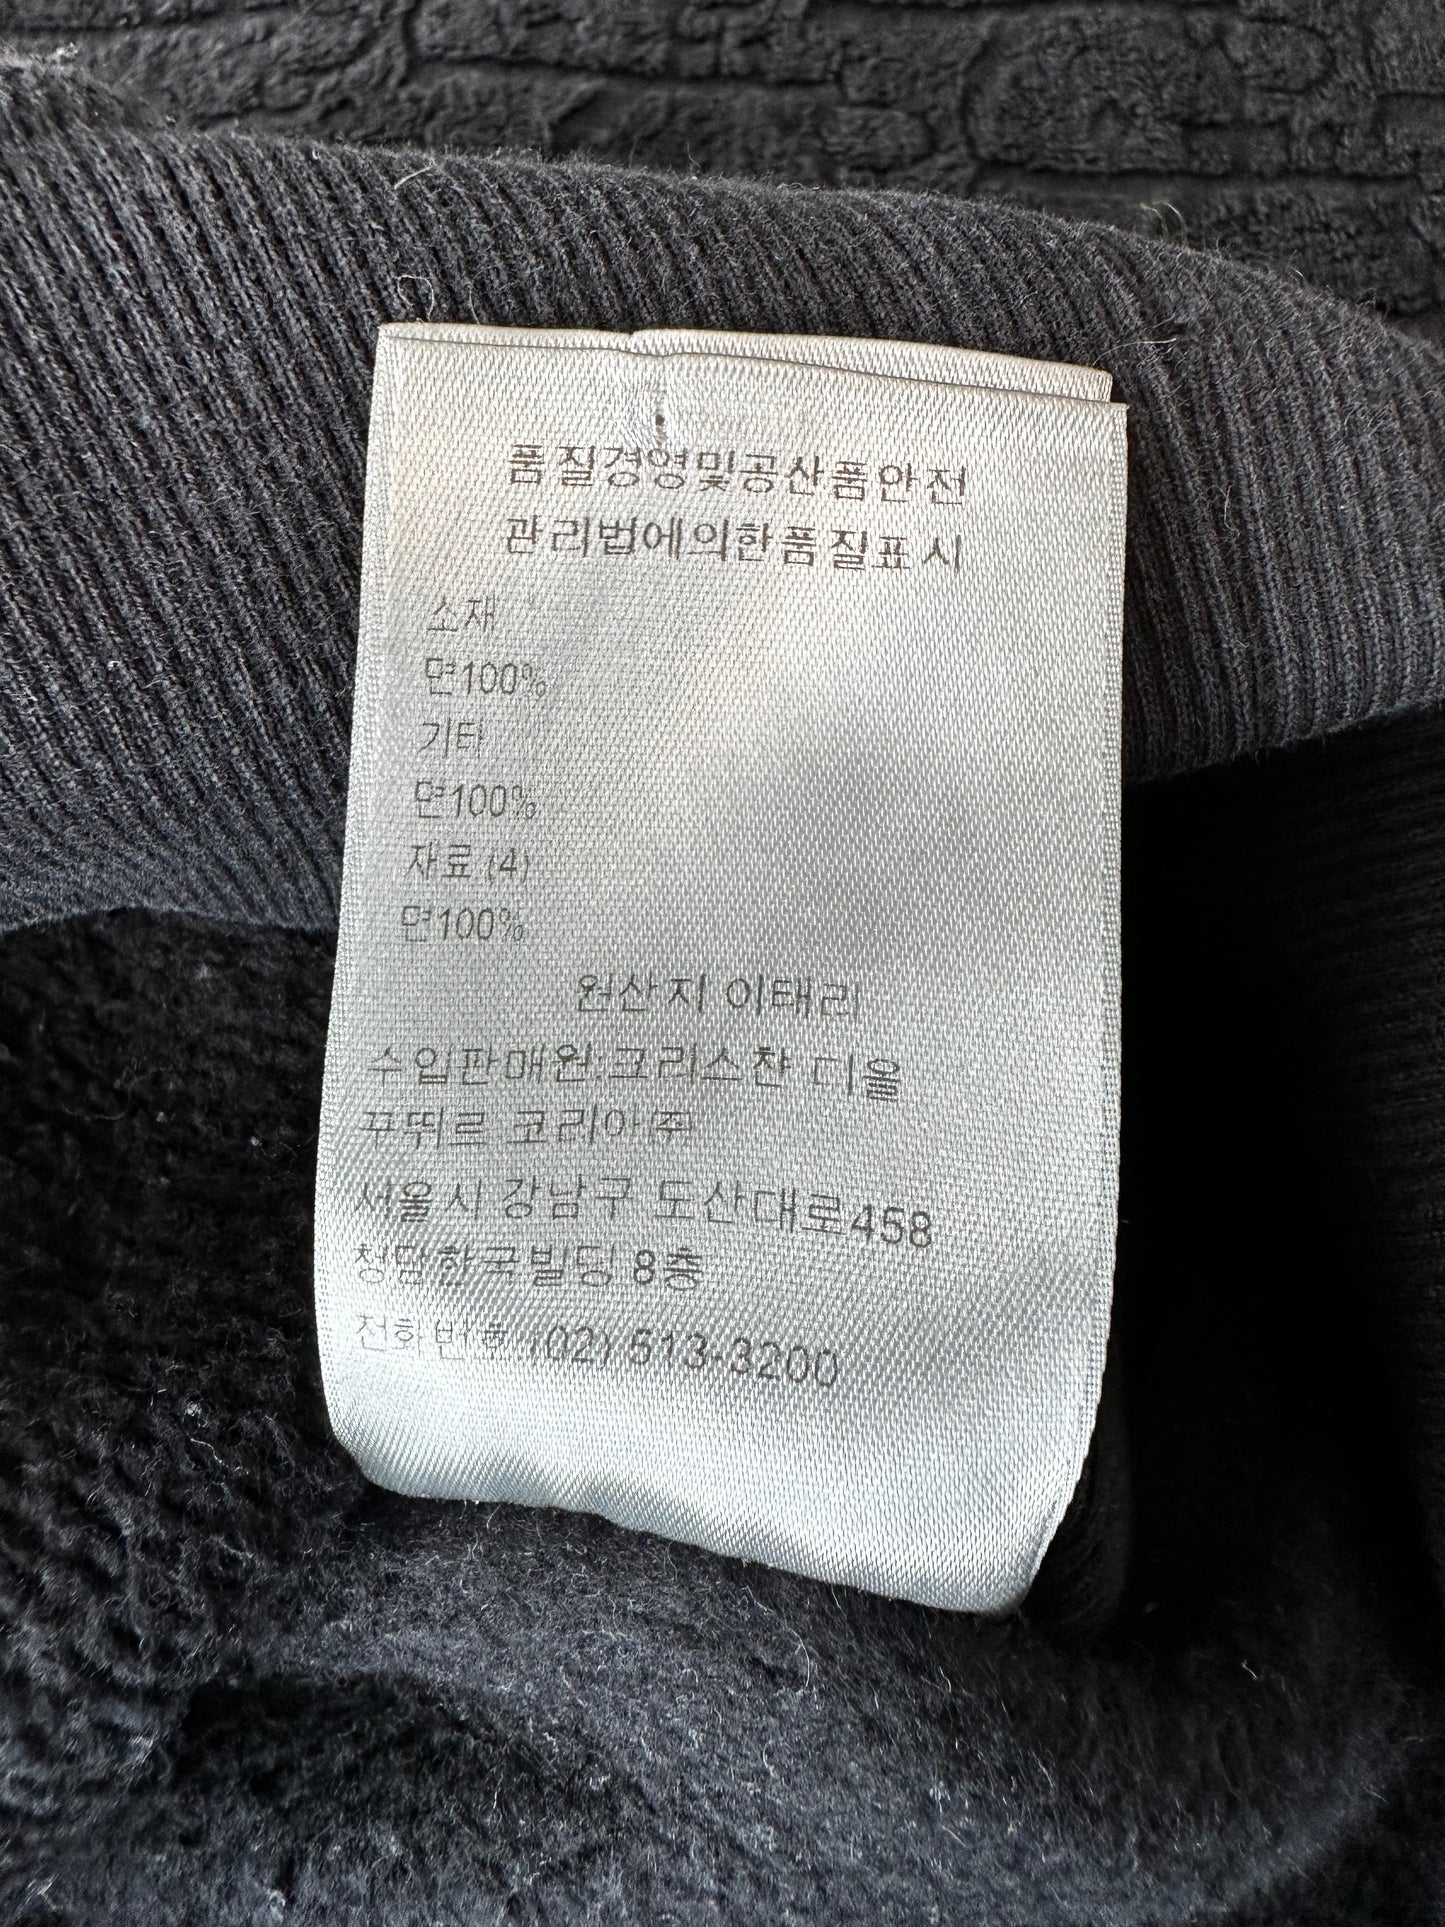 품질경영및공산품안전
관리법에의한품질표시
소재
면100%
기타
면100%
재료 (4)
면100%
원산지 이태리
수입판매원:크리스챤 디올
꾸뛰르 코리아㈜
서울시 강남구 도산대로458
청담한국빌딩 8층
전화번호 (02) 513-3200